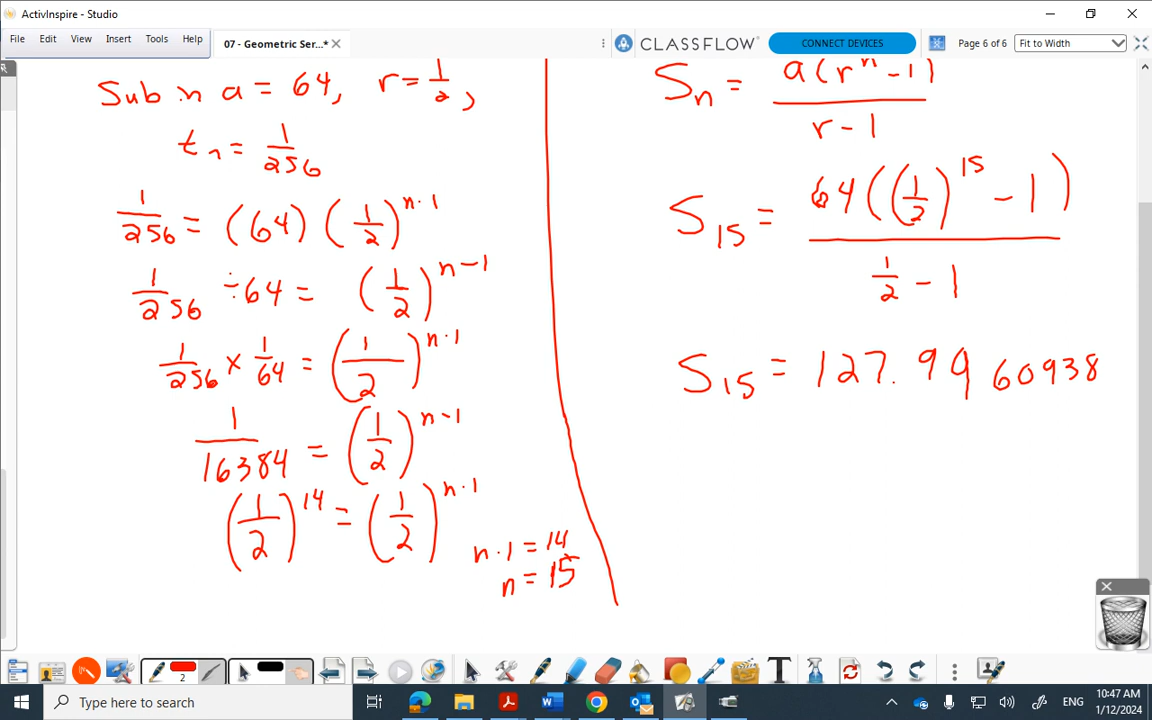 ActivInspire - Studio
File Edit View Insert Tools Help
07 - Geometric Ser...*
CLASSFLOW
CONNECT DEVICES
Page 6 of 6
Fit to Width
Sub in a = 64, r = 1/2,
tn = 1/256
1/256 = (64) (1/2)^n-1
1/256 ÷ 64 = (1/2)^n-1
1/256 × 1/64 = (1/2)^n-1
1/16384 = (1/2)^n-1
(1/2)^14 = (1/2)^n-1
n-1 = 14
n = 15
Sn = a(r^n - 1)/r - 1
S15 = 64((1/2)^15 - 1)/1/2 - 1
S15 = 127.9960938
2
Type here to search
ENG
10:47 AM
1/12/2024